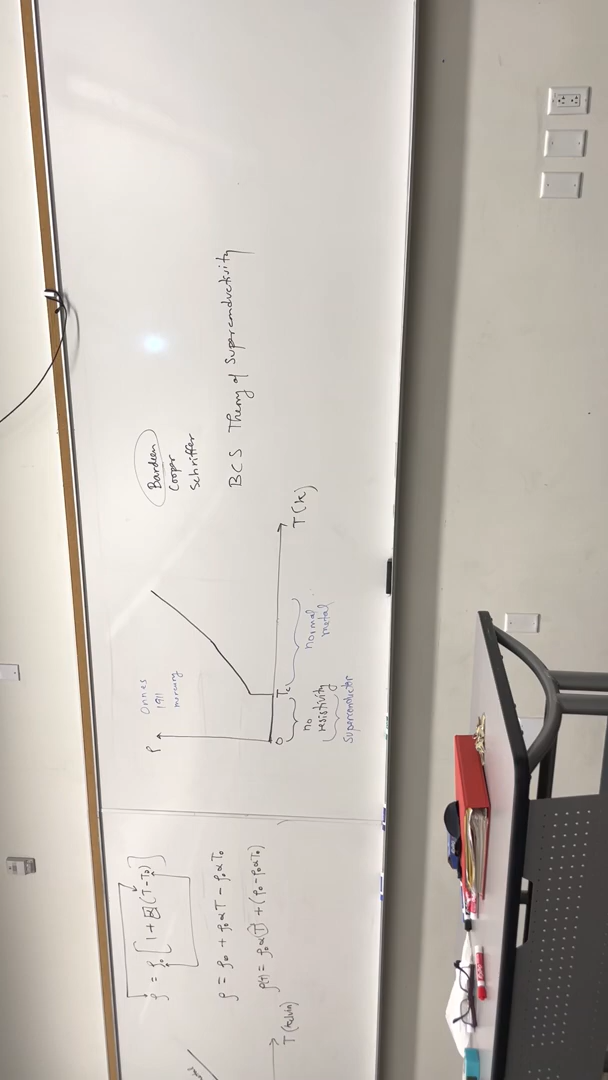 ρ = ρ₀ [1 + α(T-T₀)]
ρ = ρ₀ + ρ₀αT - ρ₀αT₀
ρ(T) = ρ₀α(T) + (ρ₀ - ρ₀αT₀)
T (kelvin)
ρ
Onnes
1911
mercury
0
Tc
T(K)
no
resistivity
superconductor
normal
metal
Bardeen
Cooper
Schriffer
BCS Theory of Superconductivity